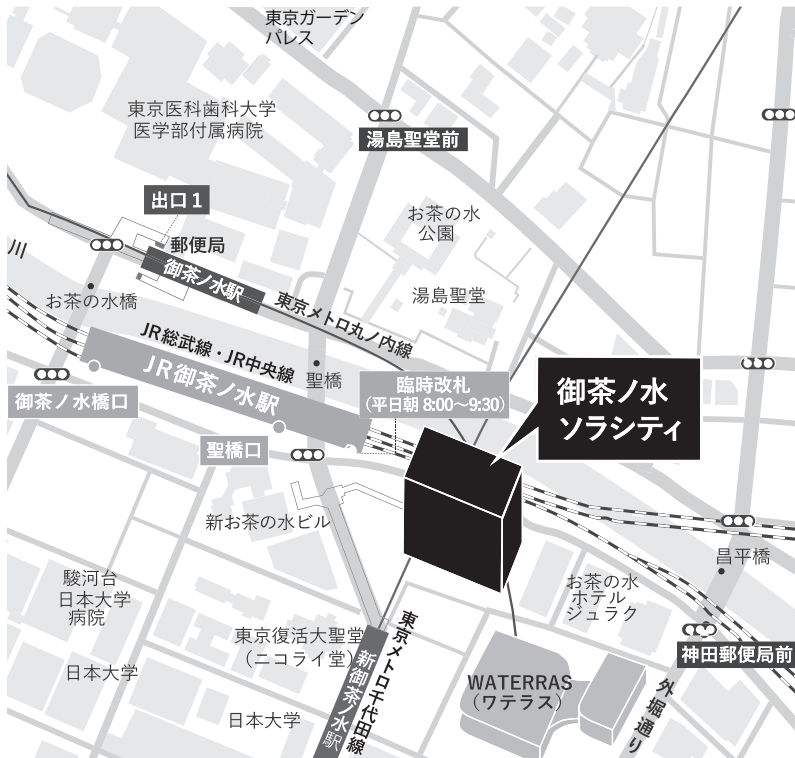 東京ガーデン
パレス
東京医科歯科大学
医学部付属病院
湯島聖堂前
出口1
郵便局
お茶の水
公園
川
御茶ノ水駅
お茶の水橋
東京メトロ丸ノ内線
湯島聖堂
JR総武線・JR中央線
JR御茶ノ水駅
聖橋
臨時改札
(平日朝 8:00〜9:30)
御茶ノ水
ソラシティ
御茶ノ水橋口
聖橋口
新お茶の水ビル
昌平橋
駿河台
日本大学
病院
お茶の水
ホテル
ジュラク
東京復活大聖堂
(ニコライ堂)
東京メトロ千代田線
新御茶ノ水駅
神田郵便局前
日本大学
WATERRAS
(ワテラス)
外堀通り
日本大学